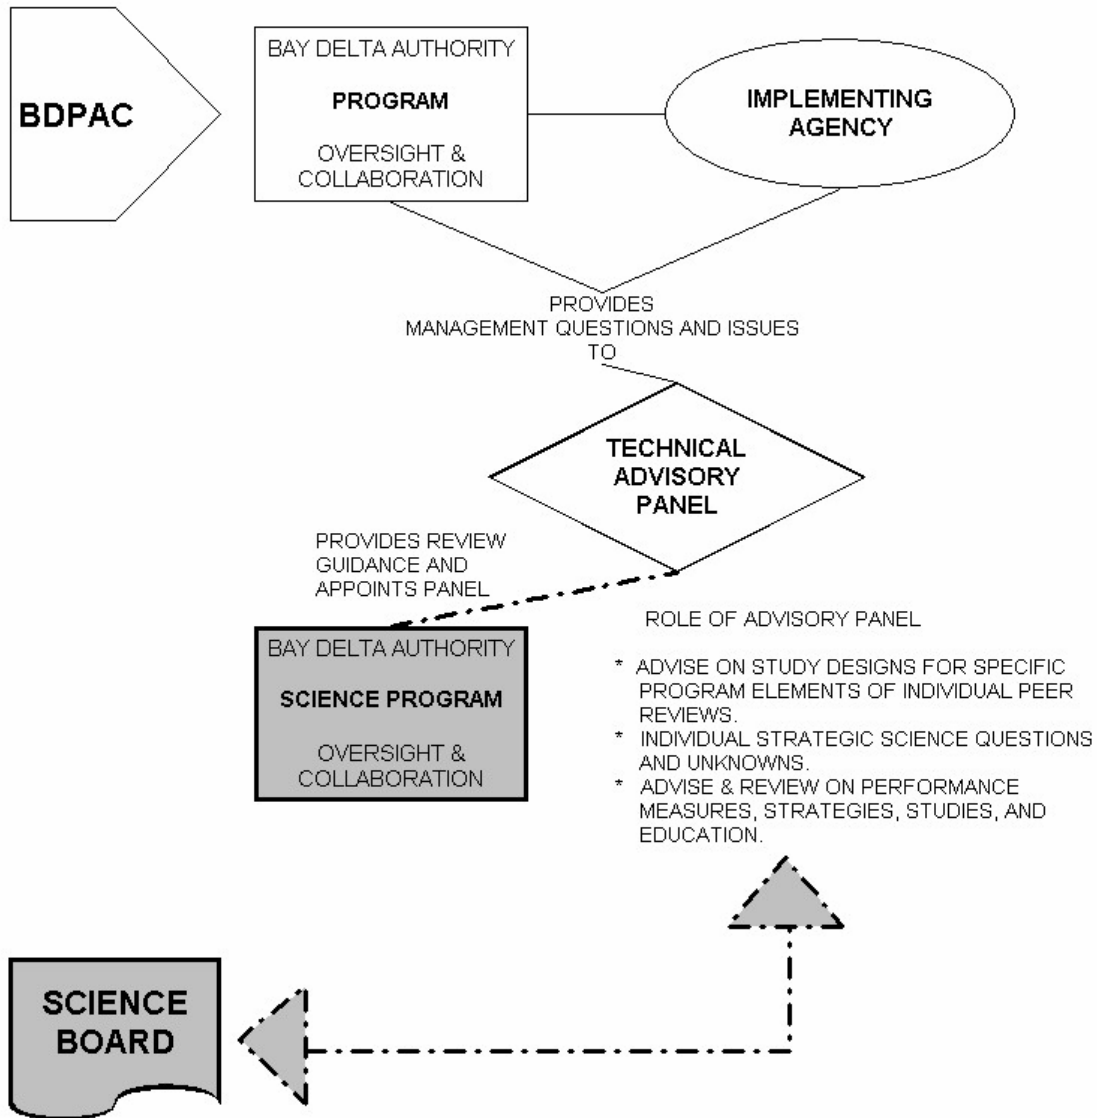 BDPAC
BAY DELTA AUTHORITY
PROGRAM
OVERSIGHT &
COLLABORATION
IMPLEMENTING
AGENCY
PROVIDES
MANAGEMENT QUESTIONS AND ISSUES
TO
TECHNICAL
ADVISORY
PANEL
PROVIDES REVIEW
GUIDANCE AND
APPOINTS PANEL
BAY DELTA AUTHORITY
SCIENCE PROGRAM
OVERSIGHT &
COLLABORATION
ROLE OF ADVISORY PANEL
* ADVISE ON STUDY DESIGNS FOR SPECIFIC
PROGRAM ELEMENTS OF INDIVIDUAL PEER
REVIEWS.
* INDIVIDUAL STRATEGIC SCIENCE QUESTIONS
AND UNKNOWNS.
* ADVISE & REVIEW ON PERFORMANCE
MEASURES, STRATEGIES, STUDIES, AND
EDUCATION.
SCIENCE
BOARD